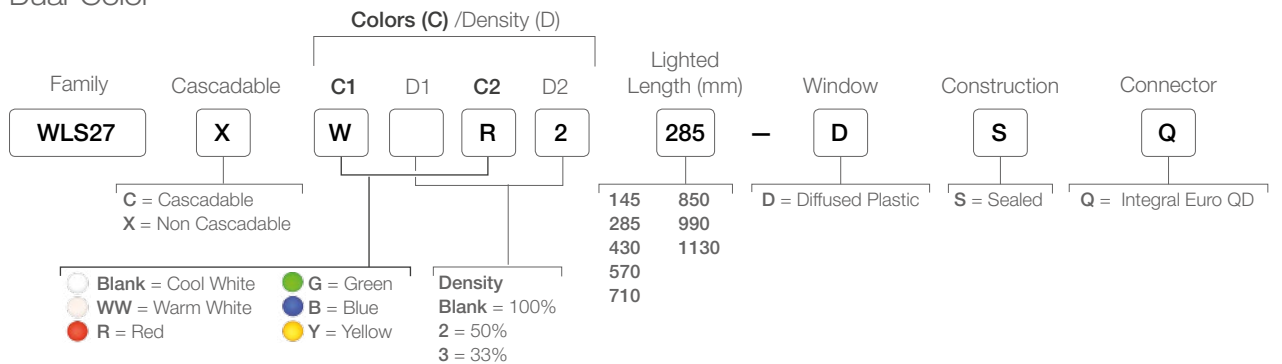 Dual Color
Colors (C) /Density (D)
Family
Cascadable
C1
D1
C2
D2
Lighted
Length (mm)
Window
Construction
Connector
WLS27
X
W
R
2
285
–
D
S
Q
C = Cascadable
X = Non Cascadable
145 850
285 990
430 1130
570
710
D = Diffused Plastic
S = Sealed
Q = Integral Euro QD
Blank = Cool White
WW = Warm White
R = Red
G = Green
B = Blue
Y = Yellow
Density
Blank = 100%
2 = 50%
3 = 33%